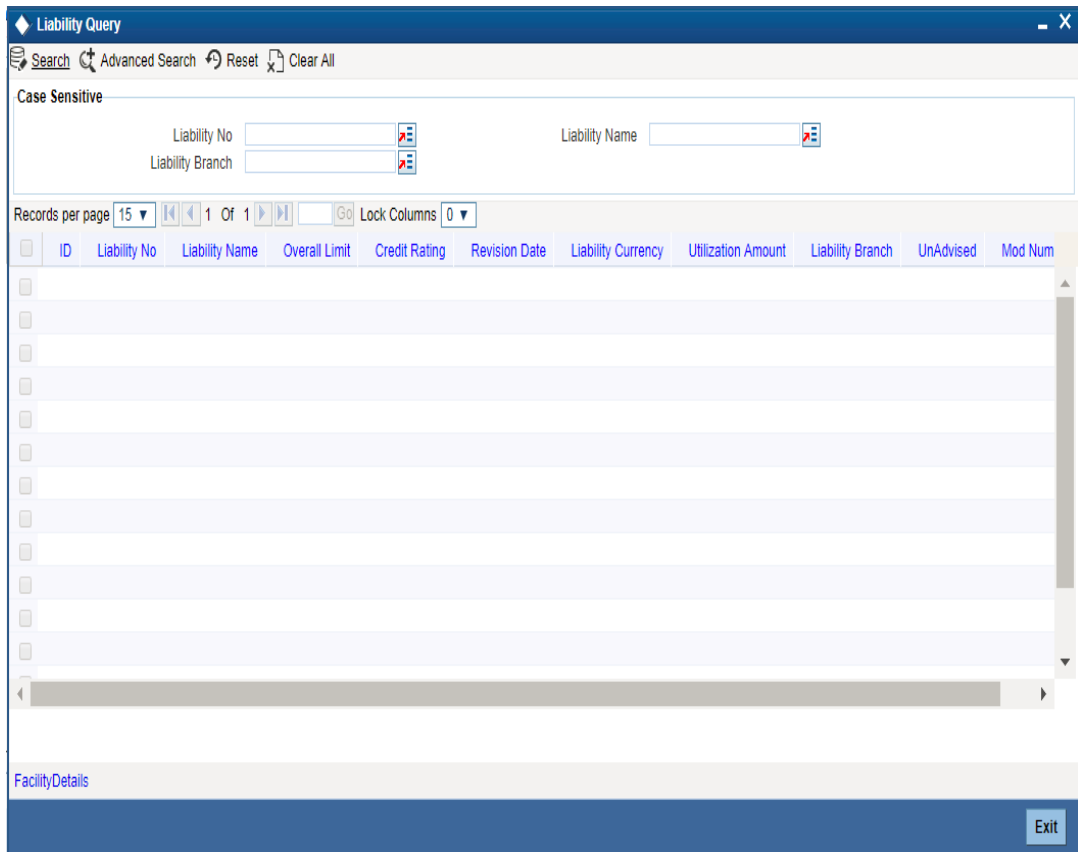 Liability Query
Search Advanced Search Reset Clear All
Case Sensitive
Liability No Liability Name
Liability Branch
Records per page 15 1 Of 1 Go Lock Columns 0
ID Liability No Liability Name Overall Limit Credit Rating Revision Date Liability Currency Utilization Amount Liability Branch UnAdvised Mod Num
FacilityDetails
Exit